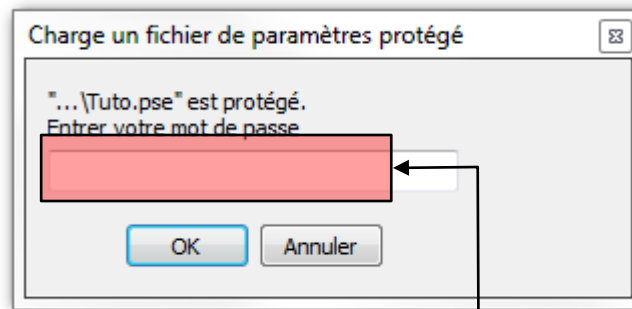 Charge un fichier de paramètres protégé
"...\Tuto.pse" est protégé.
Entrer votre mot de passe
OK
Annuler